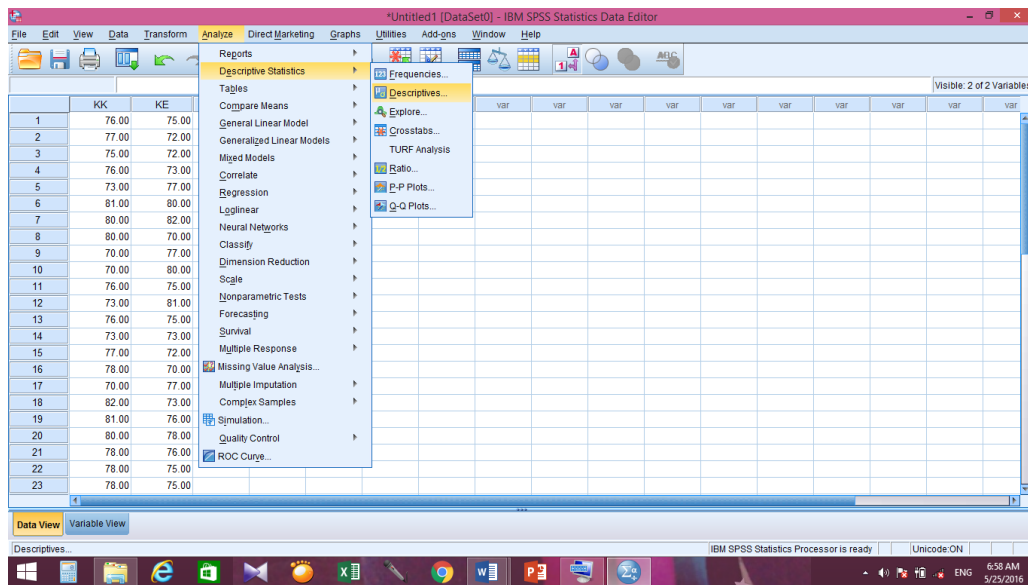 *Untitled1 [DataSet0] - IBM SPSS Statistics Data Editor
File Edit View Data Transform Analyze Direct Marketing Graphs Utilities Add-ons Window Help
Visible: 2 of 2 Variables
Reports
Descriptive Statistics
Tables
Compare Means
General Linear Model
Generalized Linear Models
Mixed Models
Correlate
Regression
Loglinear
Neural Networks
Classify
Dimension Reduction
Scale
Nonparametric Tests
Forecasting
Survival
Multiple Response
Missing Value Analysis...
Multiple Imputation
Complex Samples
Simulation...
Quality Control
ROC Curve...
Frequencies...
Descriptives...
Explore...
Crosstabs...
TURF Analysis
Ratio...
P-P Plots...
Q-Q Plots...
KK KE var var var var var var var var var var
1 76.00 75.00
2 77.00 72.00
3 75.00 72.00
4 76.00 73.00
5 73.00 77.00
6 81.00 80.00
7 80.00 82.00
8 80.00 70.00
9 70.00 77.00
10 70.00 80.00
11 76.00 75.00
12 73.00 81.00
13 76.00 75.00
14 73.00 73.00
15 77.00 72.00
16 78.00 70.00
17 70.00 77.00
18 82.00 73.00
19 81.00 76.00
20 80.00 78.00
21 78.00 76.00
22 78.00 75.00
23 78.00 75.00
Data View Variable View
Descriptives...
IBM SPSS Statistics Processor is ready
Unicode:ON
ENG
6:58 AM